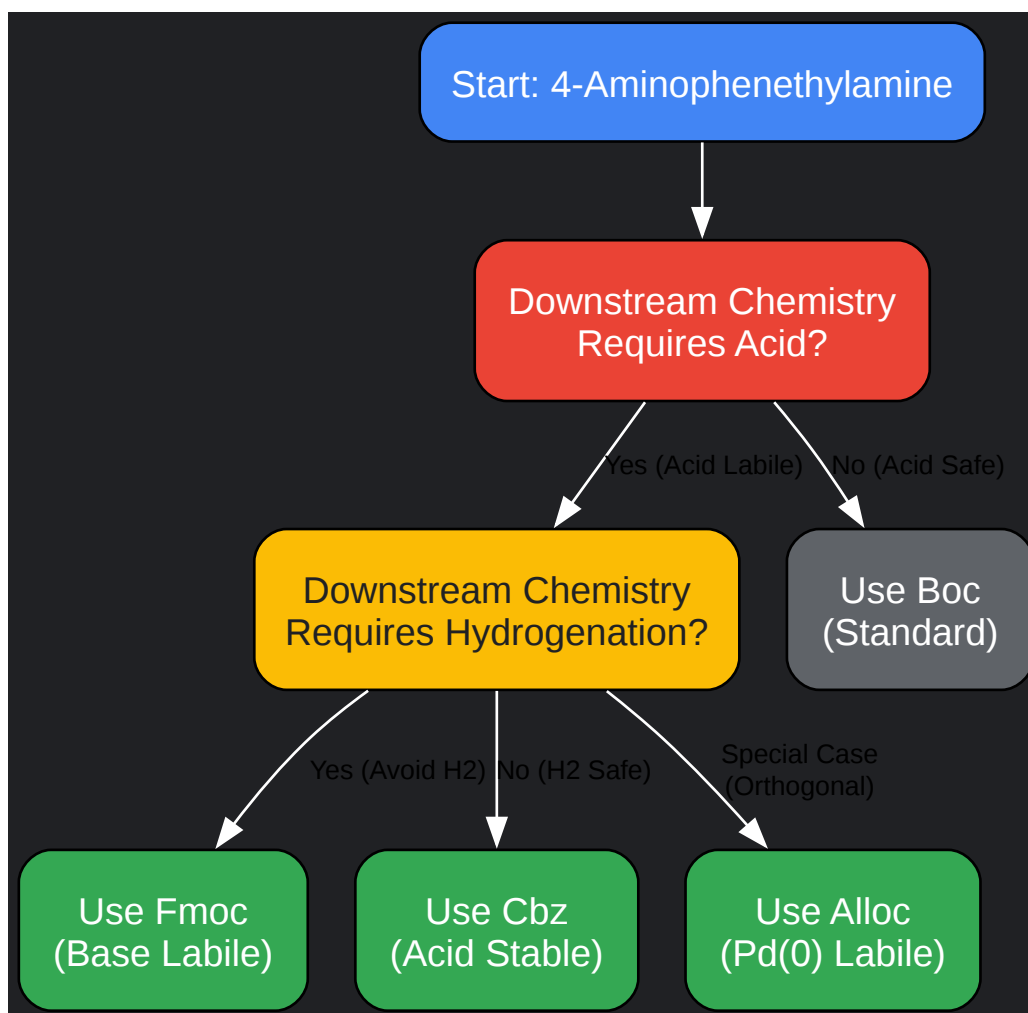 Start: 4-Aminophenethylamine
Downstream Chemistry
Requires Acid?
Yes (Acid Labile)
No (Acid Safe)
Downstream Chemistry
Requires Hydrogenation?
Use Boc
(Standard)
Yes (Avoid H2)
No (H2 Safe)
Special Case
(Orthogonal)
Use Fmoc
(Base Labile)
Use Cbz
(Acid Stable)
Use Alloc
(Pd(0) Labile)